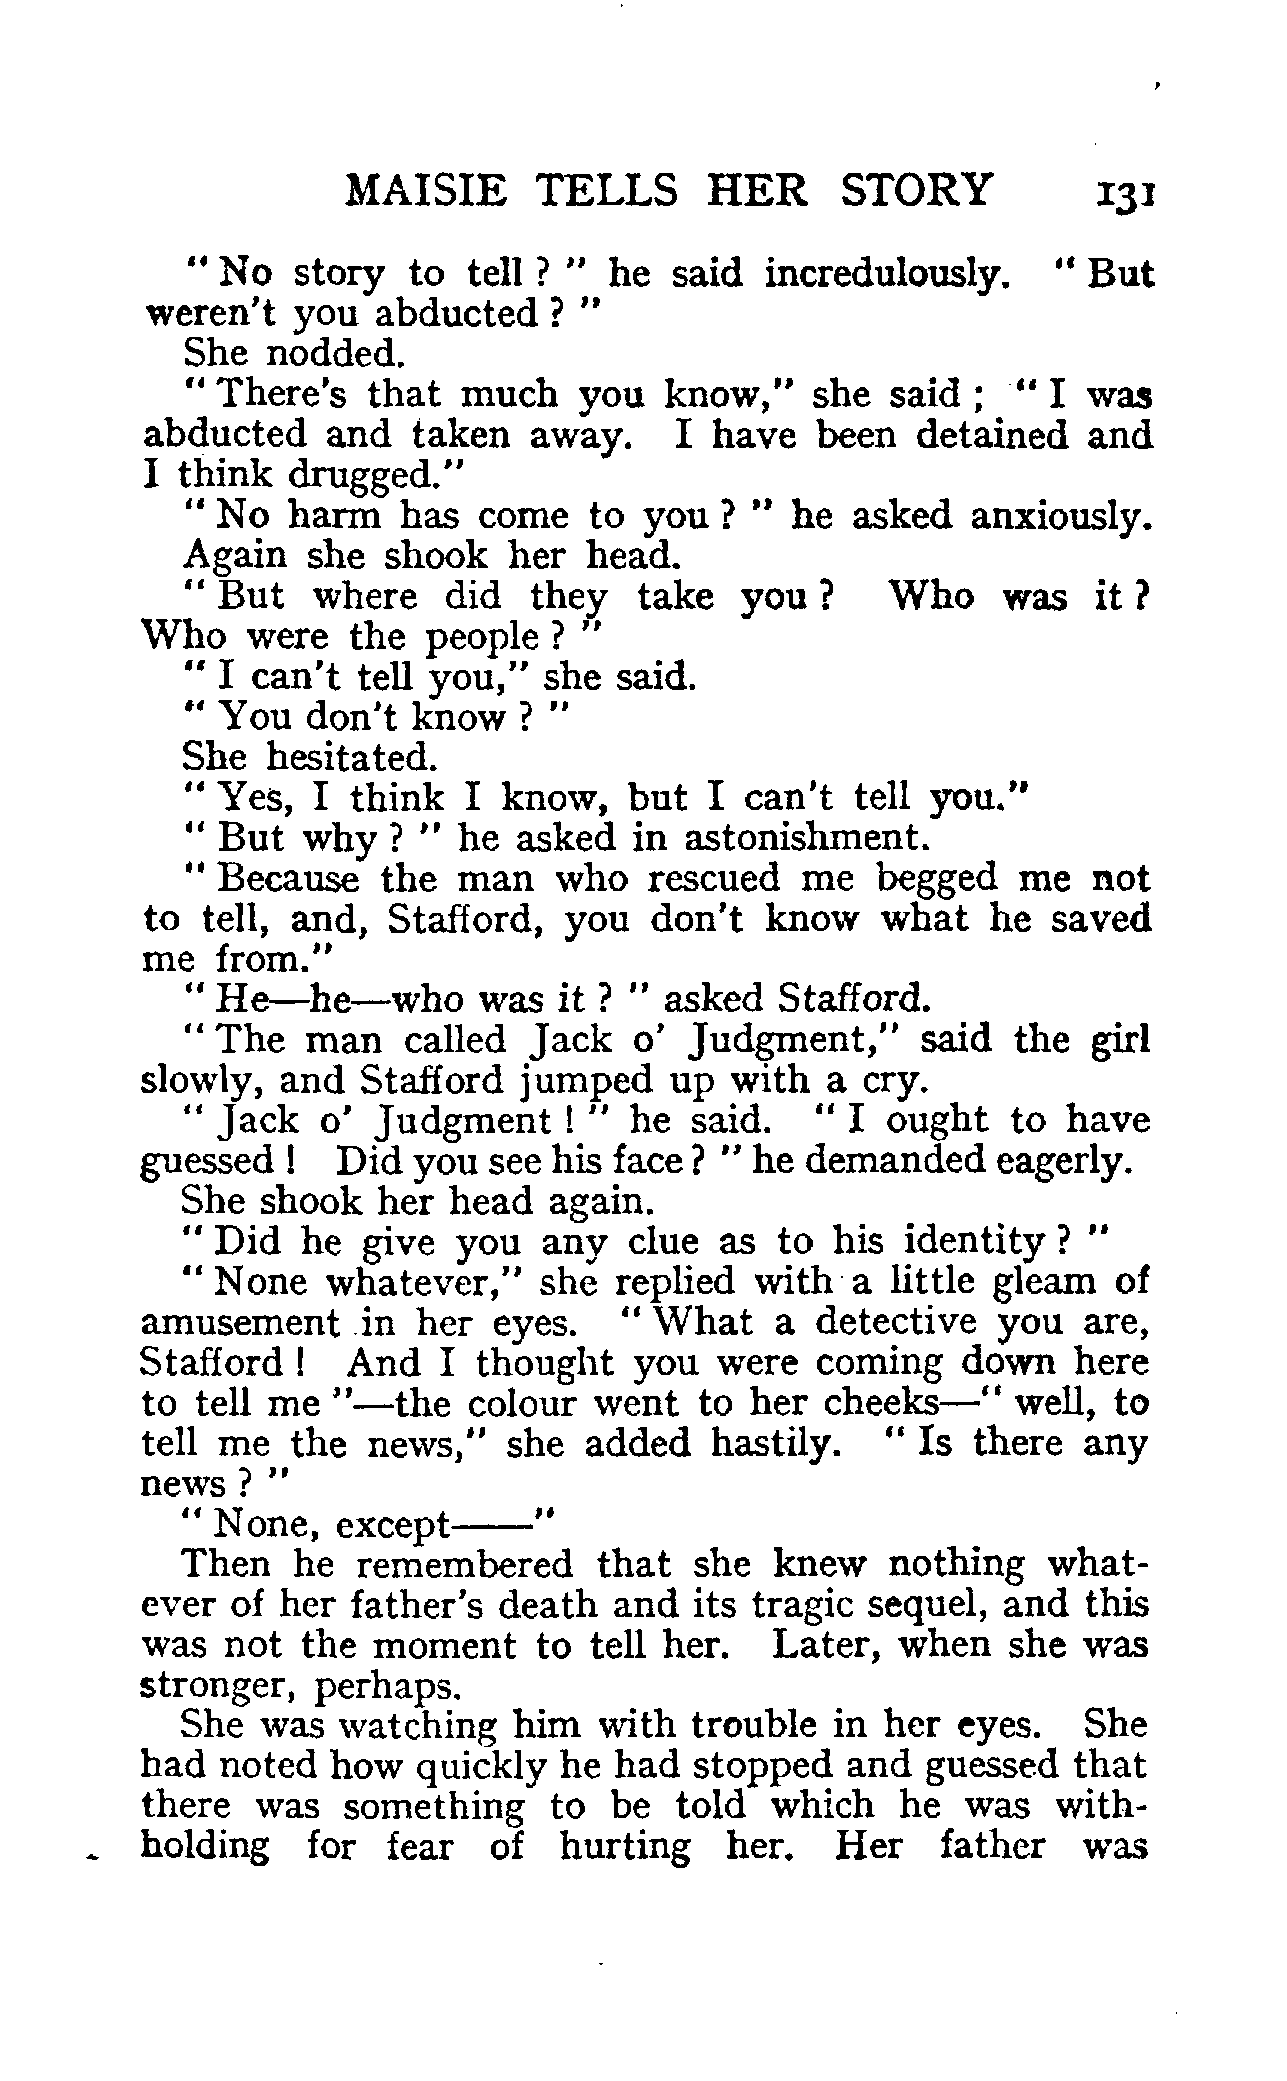 MAISIE TELLS HER STORY 131
" No story to tell ? " he said incredulously. " But
weren't you abducted ? "
She nodded.
" There's that much you know," she said ; " I was
abducted and taken away. I have been detained and
I think drugged."
" No harm has come to you ? " he asked anxiously.
Again she shook her head.
" But where did they take you ? Who was it ?
Who were the people ? "
" I can't tell you," she said.
" You don't know ? "
She hesitated.
" Yes, I think I know, but I can't tell you."
" But why ? " he asked in astonishment.
" Because the man who rescued me begged me not
to tell, and, Stafford, you don't know what he saved
me from."
" He—he—who was it ? " asked Stafford.
" The man called Jack o' Judgment," said the girl
slowly, and Stafford jumped up with a cry.
" Jack o' Judgment ! " he said. " I ought to have
guessed ! Did you see his face ? " he demanded eagerly.
She shook her head again.
" Did he give you any clue as to his identity ? "
" None whatever," she replied with a little gleam of
amusement in her eyes. " What a detective you are,
Stafford ! And I thought you were coming down here
to tell me "—the colour went to her cheeks—" well, to
tell me the news," she added hastily. " Is there any
news ? "
" None, except——"
Then he remembered that she knew nothing what-
ever of her father's death and its tragic sequel, and this
was not the moment to tell her. Later, when she was
stronger, perhaps.
She was watching him with trouble in her eyes. She
had noted how quickly he had stopped and guessed that
there was something to be told which he was with-
holding for fear of hurting her. Her father was